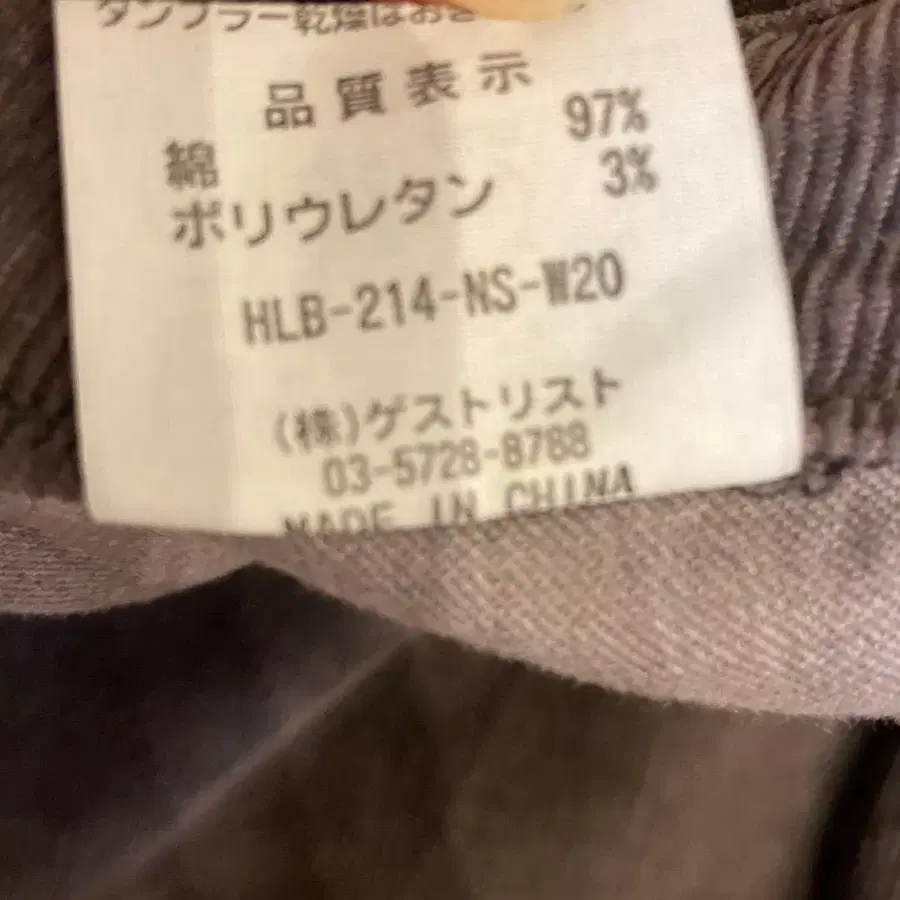 タンブラー乾燥はお
品質表示
綿 97%
ポリウレタン 3%
HLB-214-NS-W20
(株)ゲストリスト
03-5728-8788
MADE IN CHINA